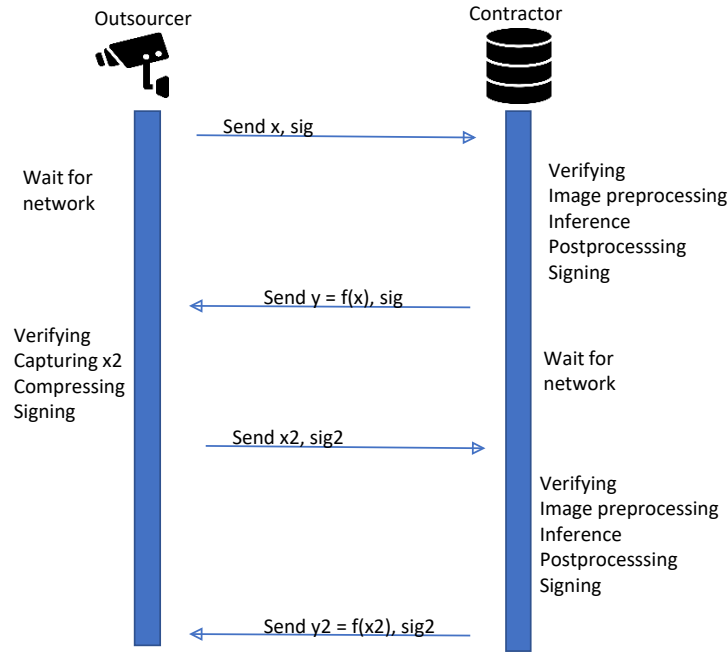 Outsourcer
Contractor
Send x, sig
Wait for
network
Verifying
Image preprocessing
Inference
Postprocesssing
Signing
Send y = f(x), sig
Verifying
Capturing x2
Compressing
Signing
Wait for
network
Send x2, sig2
Verifying
Image preprocessing
Inference
Postprocesssing
Signing
Send y2 = f(x2), sig2